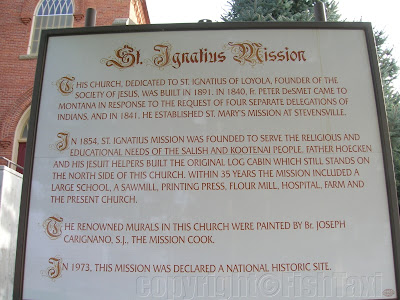 St. Ignatius Mission
THIS CHURCH, DEDICATED TO ST. IGNATIUS OF LOYOLA, FOUNDER OF THE
SOCIETY OF JESUS, WAS BUILT IN 1891. IN 1840, Fr. PETER DeSMET CAME TO
MONTANA IN RESPONSE TO THE REQUEST OF FOUR SEPARATE DELEGATIONS OF
INDIANS, AND IN 1841, HE ESTABLISHED ST. MARY'S MISSION AT STEVENSVILLE.
IN 1854, ST. IGNATIUS MISSION WAS FOUNDED TO SERVE THE RELIGIOUS AND
EDUCATIONAL NEEDS OF THE SALISH AND KOOTENAI PEOPLE. FATHER HOECKEN
AND HIS JESUIT HELPERS BUILT THE ORIGINAL LOG CABIN WHICH STILL STANDS ON
THE NORTH SIDE OF THIS CHURCH. WITHIN 35 YEARS THE MISSION INCLUDED A
LARGE SCHOOL, A SAWMILL, PRINTING PRESS, FLOUR MILL, HOSPITAL, FARM AND
THE PRESENT CHURCH.
THE RENOWNED MURALS IN THIS CHURCH WERE PAINTED BY Br. JOSEPH
CARIGNANO, S.J., THE MISSION COOK.
IN 1973, THIS MISSION WAS DECLARED A NATIONAL HISTORIC SITE.
copyright©FishTaxi